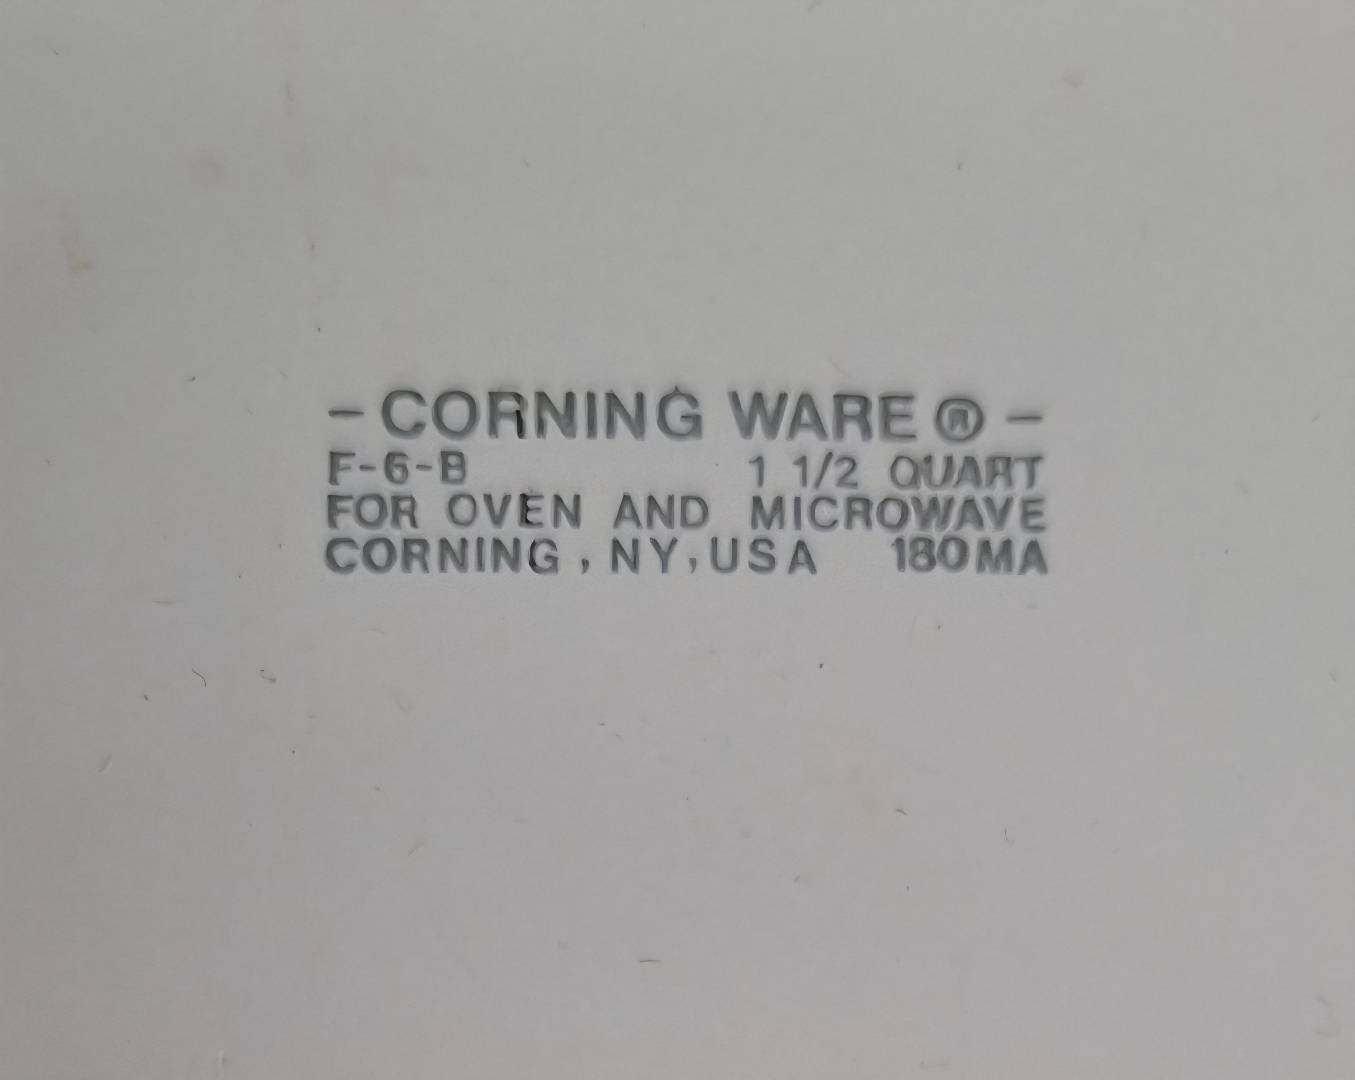 - CORNING WARE ® -
F-6-B 1 1/2 QUART
FOR OVEN AND MICROWAVE
CORNING, NY, USA 180MA